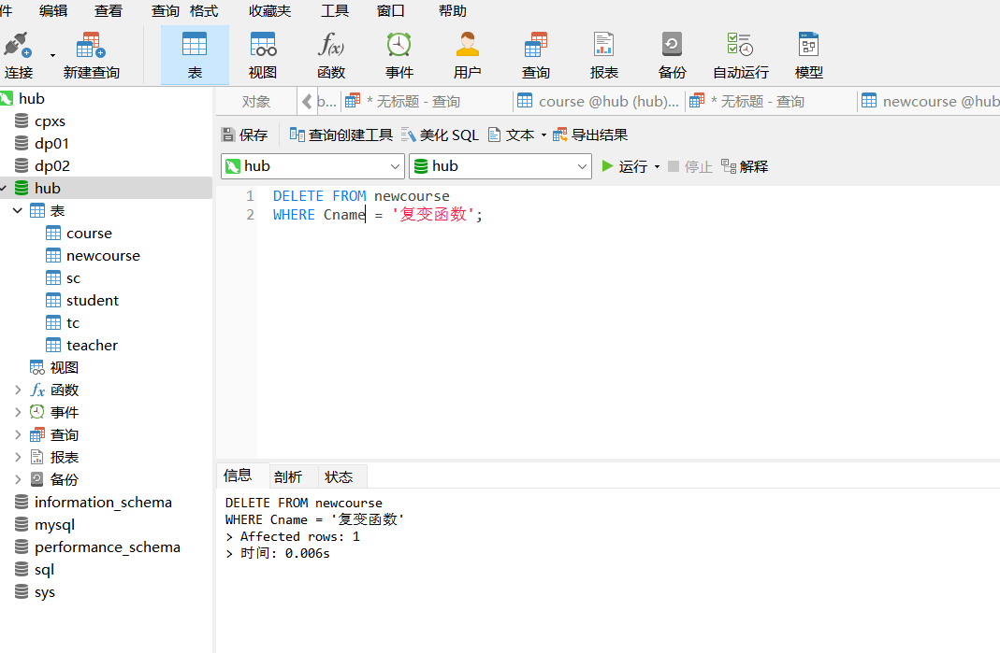 件 编辑 查看 查询 格式 收藏夹 工具 窗口 帮助
连接 新建查询 表 视图 函数 事件 用户 查询 报表 备份 自动运行 模型
对象 b... * 无标题 - 查询 course @hub (hub)... * 无标题 - 查询 newcourse @hub
保存 查询创建工具 美化 SQL 文本 导出结果
hub hub 运行 停止 解释
1 DELETE FROM newcourse
2 WHERE Cname = '复变函数';
hub
cpxs
dp01
dp02
hub
表
course
newcourse
sc
student
tc
teacher
视图
fx 函数
事件
查询
报表
备份
information_schema
mysql
performance_schema
sql
sys
信息 剖析 状态
DELETE FROM newcourse
WHERE Cname = '复变函数'
> Affected rows: 1
> 时间: 0.006s